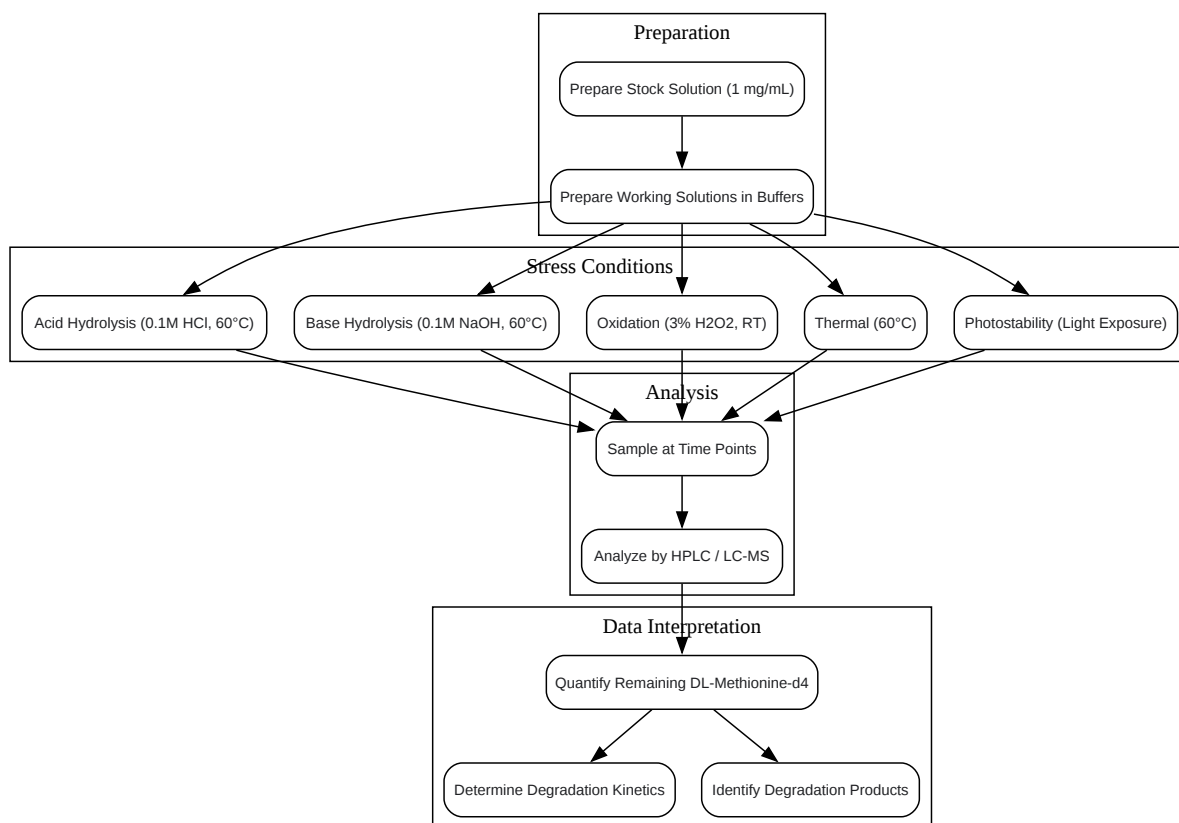 Preparation
Prepare Stock Solution (1 mg/mL)
Prepare Working Solutions in Buffers
Stress Conditions
Acid Hydrolysis (0.1M HCl, 60°C)
Base Hydrolysis (0.1M NaOH, 60°C)
Oxidation (3% H2O2, RT)
Thermal (60°C)
Photostability (Light Exposure)
Analysis
Sample at Time Points
Analyze by HPLC / LC-MS
Data Interpretation
Quantify Remaining DL-Methionine-d4
Determine Degradation Kinetics
Identify Degradation Products